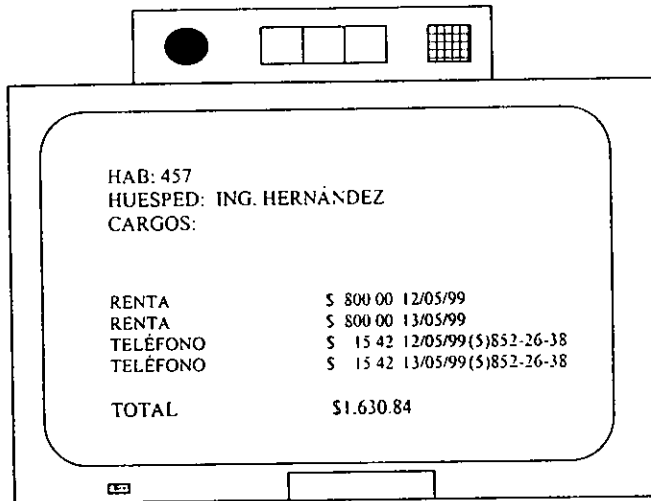 HAB: 457
HUESPED: ING. HERNÁNDEZ
CARGOS:
RENTA $ 800 00 12/05/99
RENTA $ 800 00 13/05/99
TELÉFONO $ 15 42 12/05/99(5)852-26-38
TELÉFONO $ 15 42 13/05/99(5)852-26-38
TOTAL $1.630.84